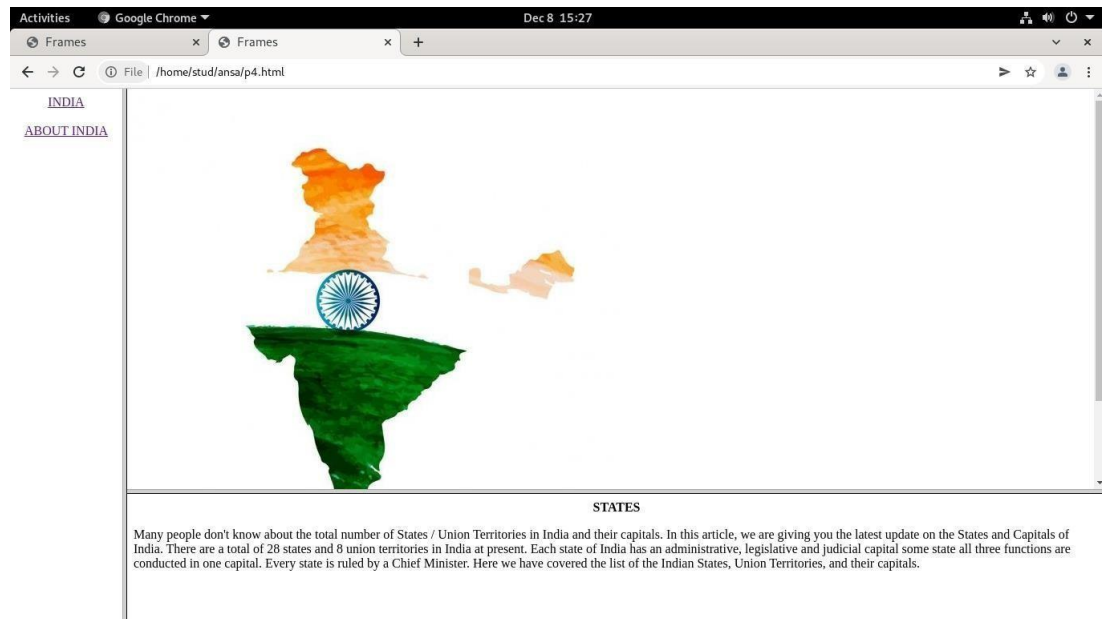 Activities Google Chrome Dec 8 15:27
Frames Frames
File /home/stud/ansa/p4.html
INDIA
ABOUT INDIA
STATES
Many people don't know about the total number of States / Union Territories in India and their capitals. In this article, we are giving you the latest update on the States and Capitals of
India. There are a total of 28 states and 8 union territories in India at present. Each state of India has an administrative, legislative and judicial capital some state all three functions are
conducted in one capital. Every state is ruled by a Chief Minister. Here we have covered the list of the Indian States, Union Territories, and their capitals.